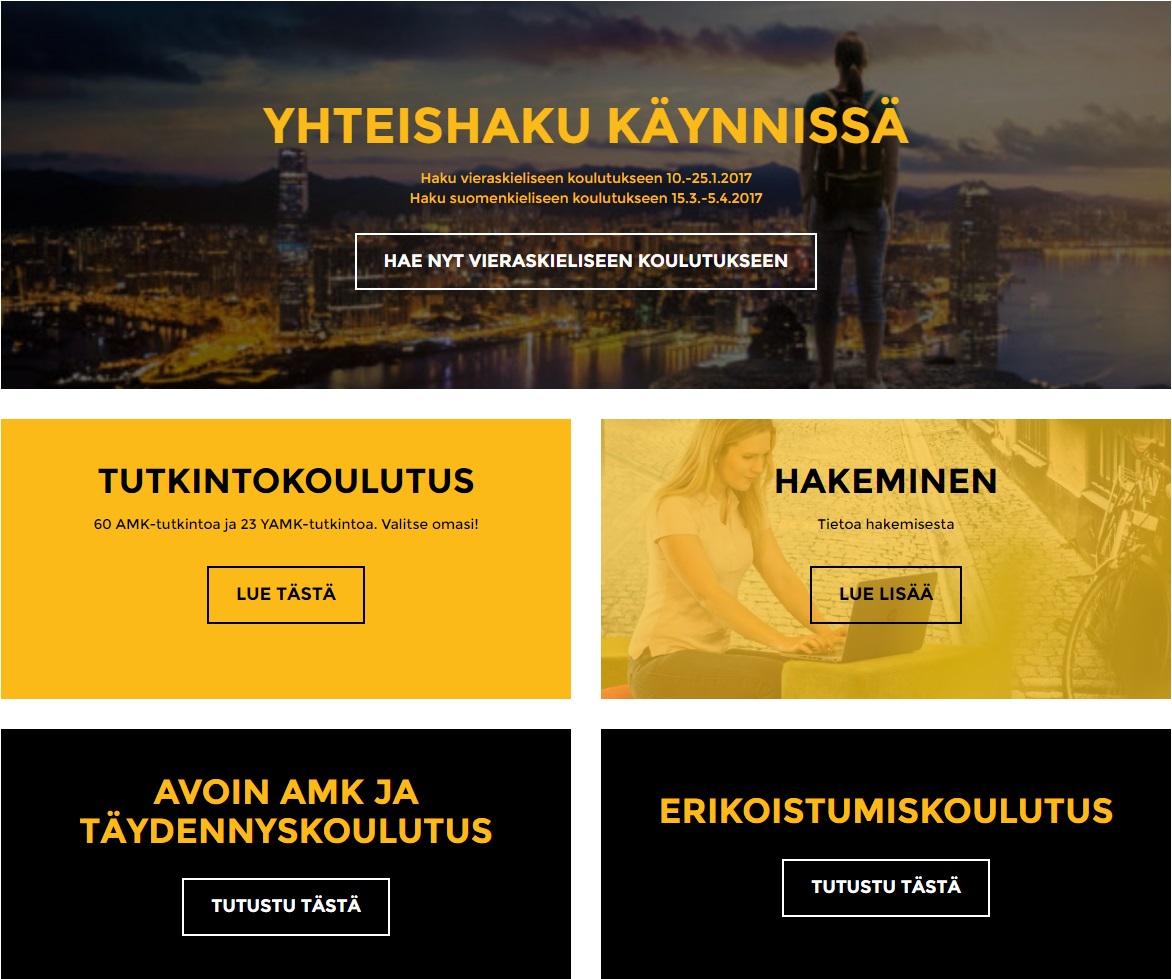 YHTEISHAKU KÄYNNISSÄ
Haku vieraskieliseen koulutukseen 10.-25.1.2017
Haku suomenkieliseen koulutukseen 15.3.-5.4.2017
HAE NYT VIERASKIELISEEN KOULUTUKSEEN
TUTKINTOKOULUTUS
60 AMK-tutkintoa ja 23 YAMK-tutkintoa. Valitse omasi!
LUE TÄSTÄ
HAKEMINEN
Tietoa hakemisesta
LUE LISÄÄ
AVOIN AMK JA
TÄYDENNYSKOULUTUS
TUTUSTU TÄSTÄ
ERIKOISTUMISKOULUTUS
TUTUSTU TÄSTÄ